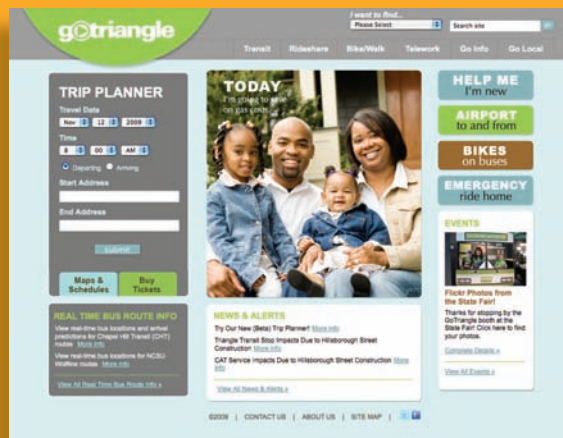 gotriangle
I want to find...
Please Select
Search site
Transit
Rideshare
Bike/Walk
Telework
Go Info
Go Local
TRIP PLANNER
Travel Date
Nov 12 2009
Time
8 00 AM
Departing Arriving
Start Address
End Address
submit
Maps & Schedules
Buy Tickets
REAL TIME BUS ROUTE INFO
View real-time bus locations and arrival
predictions for Chapel Hill Transit (CHT)
routes More Info
View real-time bus locations for NCSU
Wolfline routes More Info
View All Real Time Bus Route Info »
TODAY
I'm going to save
on gas costs.
NEWS & ALERTS
Try Our New (Beta) Trip Planner! More Info
Triangle Transit Stop Impacts Due to Hillsborough Street
Construction More Info
CAT Service Impacts Due to Hillsborough Street Construction More
Info
View All News & Alerts »
HELP ME
I'm new
AIRPORT
to and from
BIKES
on buses
EMERGENCY
ride home
EVENTS
Flickr Photos from
the State Fair!
Thanks for stopping by the
GoTriangle booth at the
State Fair! Click here to find
your photos.
Complete Details »
View All Events »
©2009 | CONTACT US | ABOUT US | SITE MAP |